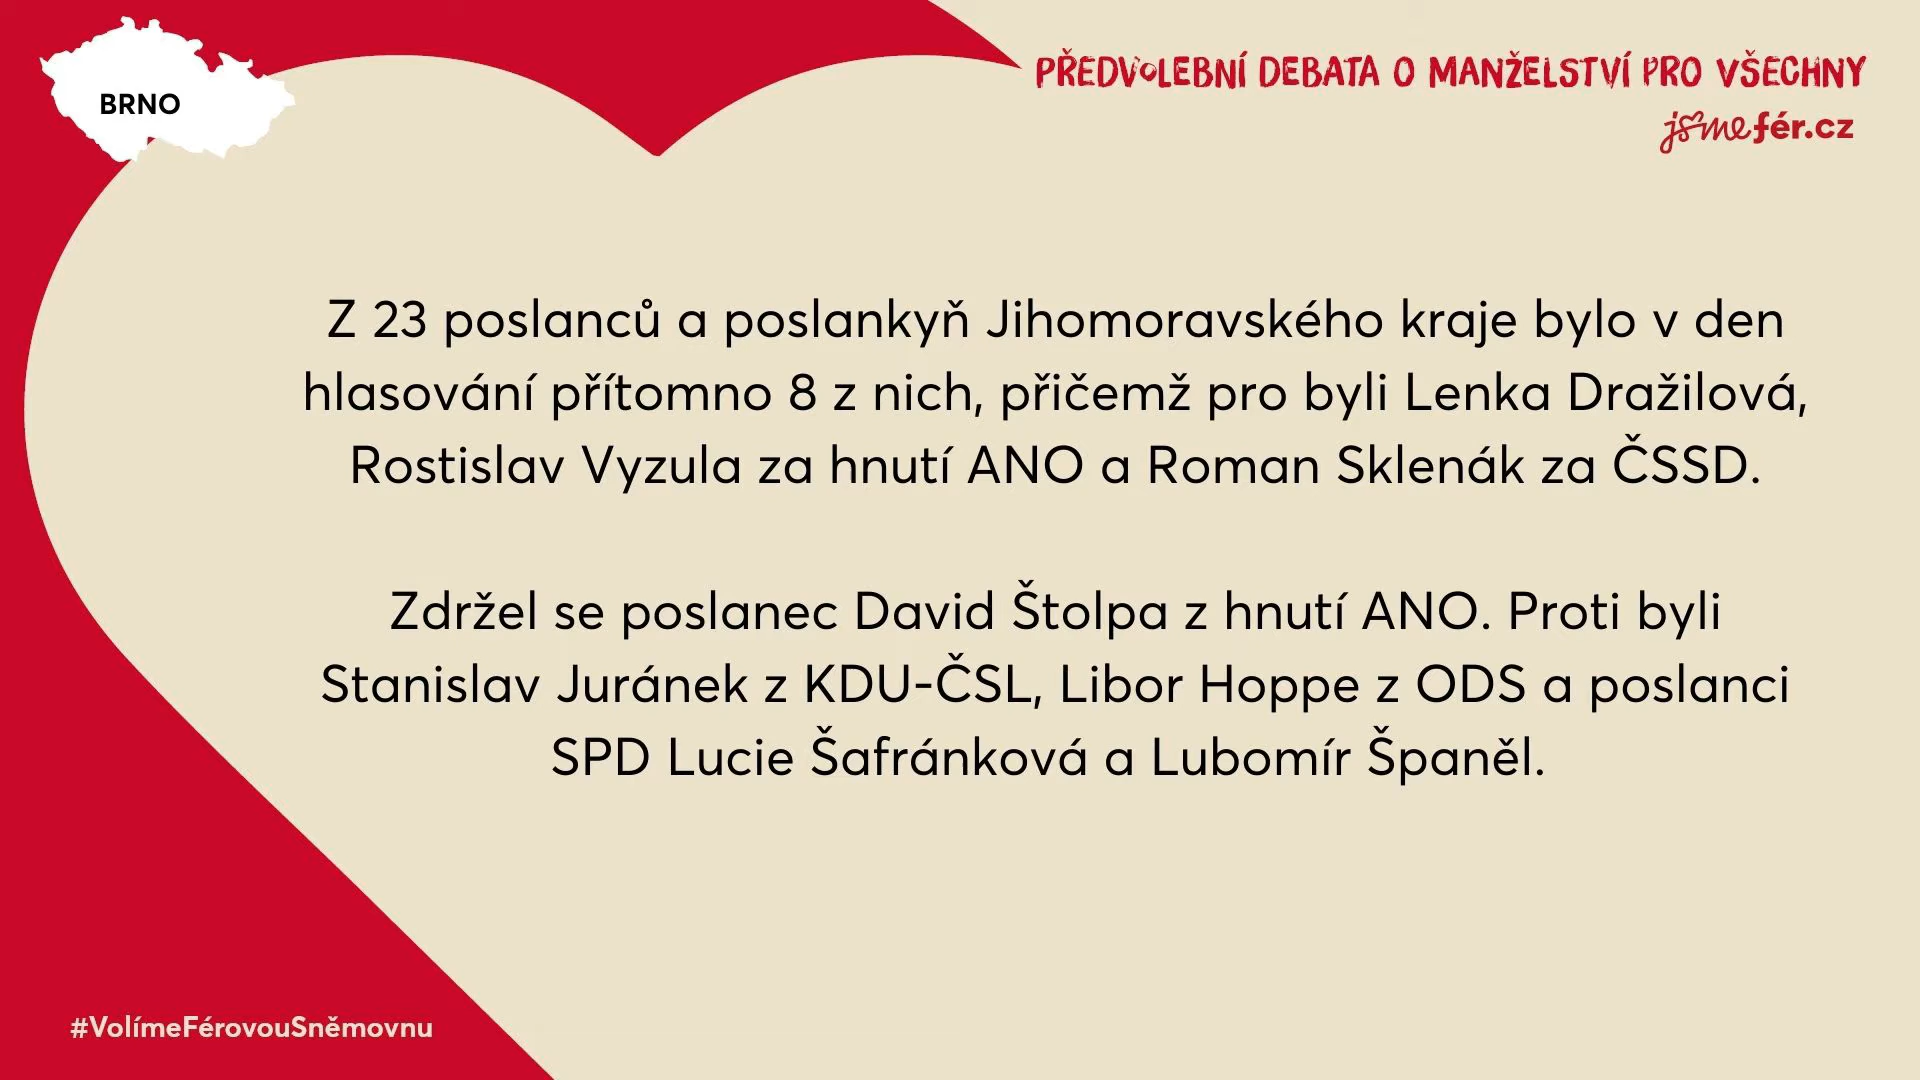 BRNO
PŘEDVOLEBNÍ DEBATA O MANŽELSTVÍ PRO VŠECHNY
jsmefér.cz
Z 23 poslanců a poslankyň Jihomoravského kraje bylo v den
hlasování přítomno 8 z nich, přičemž pro byli Lenka Dražilová,
Rostislav Vyzula za hnutí ANO a Roman Sklenák za ČSSD.
Zdržel se poslanec David Štolpa z hnutí ANO. Proti byli
Stanislav Juránek z KDU-ČSL, Libor Hoppe z ODS a poslanci
SPD Lucie Šafránková a Lubomír Španěl.
#VolímeFérovouSněmovnu